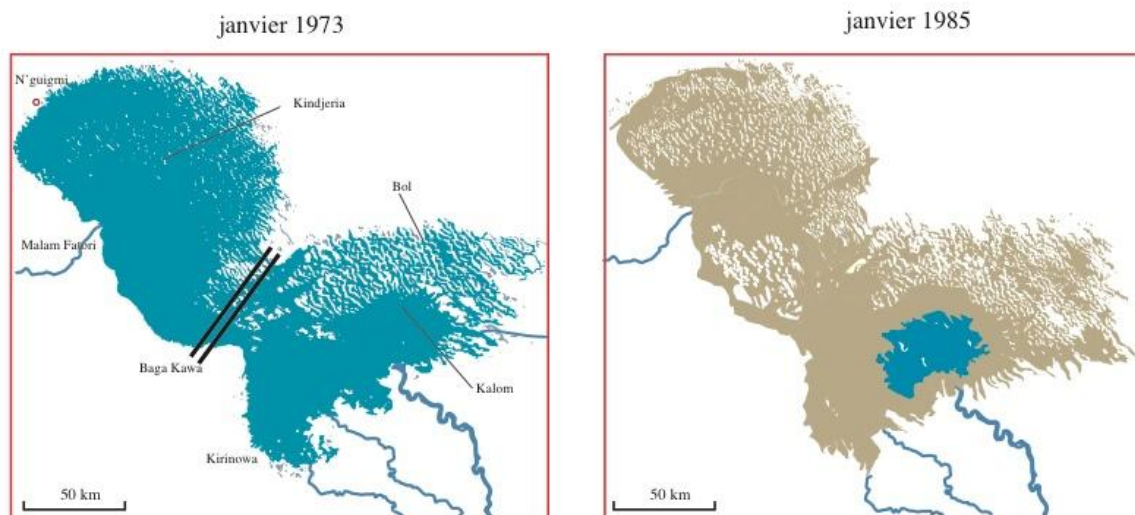 janvier 1973
janvier 1985
N'guigmi
Kindjeria
Bol
Malam Fatori
Baga Kawa
Kalom
Kirinowa
50 km
50 km